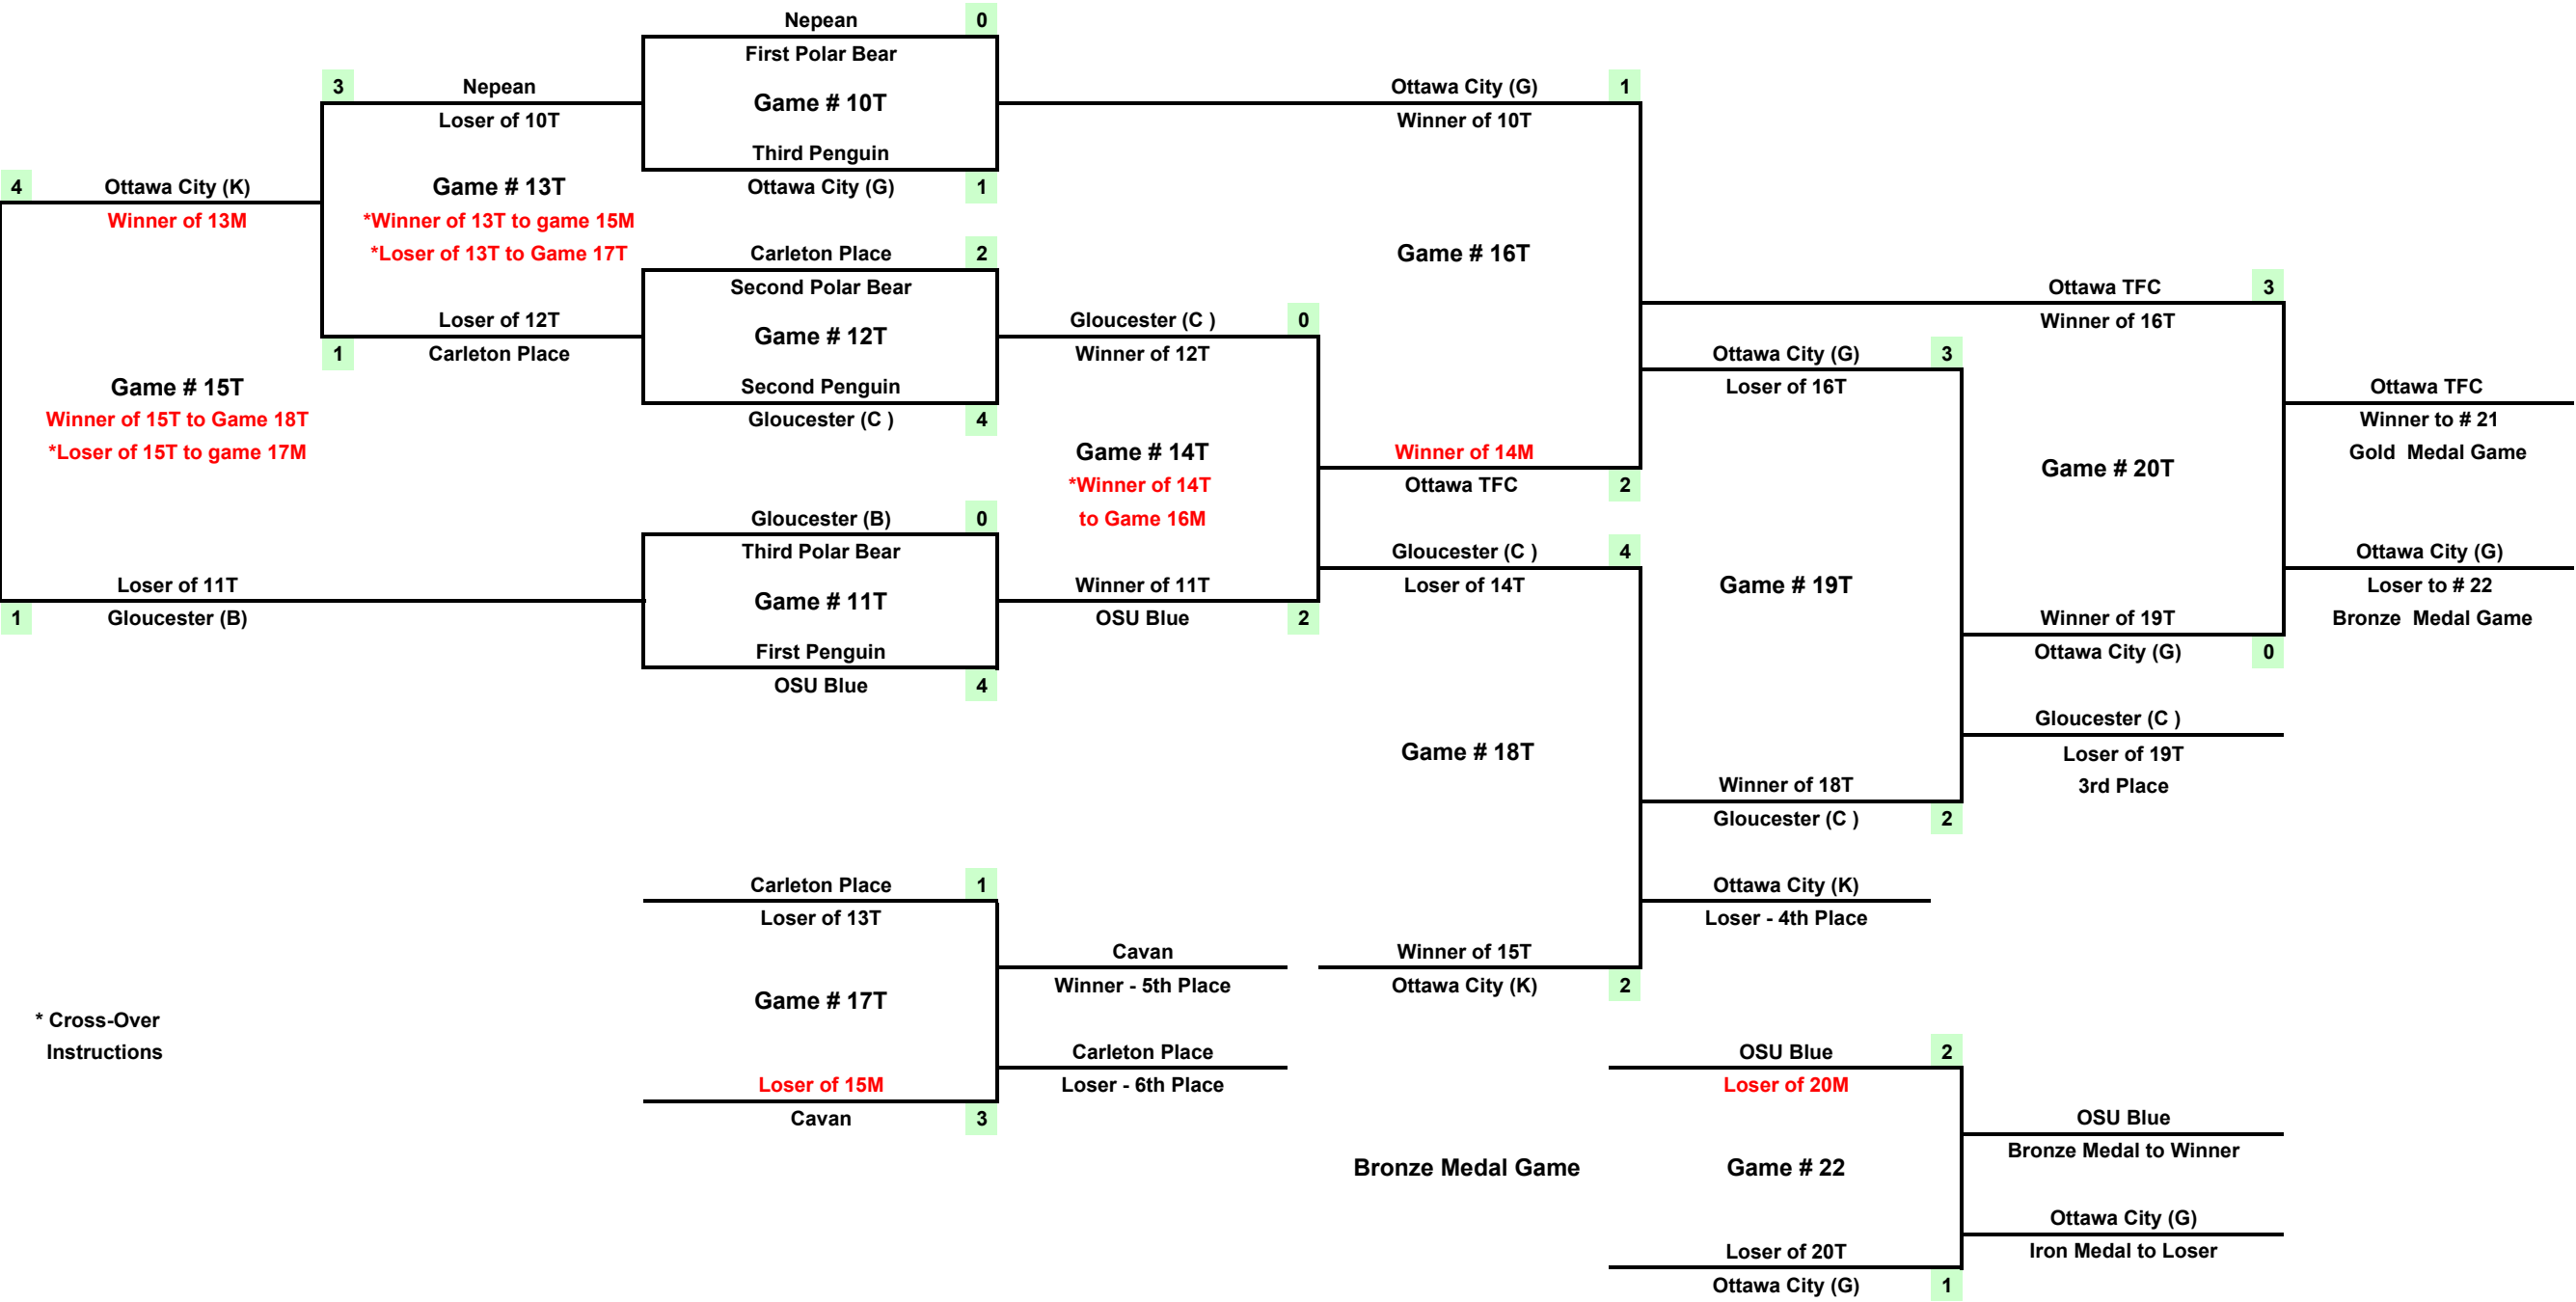 Nepean 0
First Polar Bear
3 Nepean
Ottawa City (G) 1
Loser of 10T
Game # 10T
Winner of 10T
Third Penguin
4 Ottawa City (K)
Game # 13T
Ottawa City (G) 1
Winner of 13M
*Winner of 13T to game 15M
*Loser of 13T to Game 17T
Carleton Place 2
Game # 16T
Second Polar Bear
Ottawa TFC 3
Loser of 12T
Game # 12T
Gloucester (C ) 0
Winner of 16T
1 Carleton Place
Winner of 12T
Ottawa City (G) 3
Game # 15T
Second Penguin
Loser of 16T
Ottawa TFC
Winner of 15T to Game 18T
Gloucester (C ) 4
Winner to # 21
*Loser of 15T to game 17M
Game # 14T
Winner of 14M
Game # 20T
Gold Medal Game
*Winner of 14T
Ottawa TFC 2
Gloucester (B) 0
to Game 16M
Third Polar Bear
Gloucester (C ) 4
Ottawa City (G)
Loser of 11T
Game # 11T
Winner of 11T
Loser of 14T
Game # 19T
Loser to # 22
1 Gloucester (B)
OSU Blue 2
Winner of 19T
Bronze Medal Game
First Penguin
Ottawa City (G) 0
OSU Blue 4
Gloucester (C )
Game # 18T
Loser of 19T
Winner of 18T
3rd Place
Gloucester (C ) 2
Carleton Place 1
Ottawa City (K)
Loser of 13T
Loser - 4th Place
Cavan
Winner of 15T
Game # 17T
Winner - 5th Place
Ottawa City (K) 2
* Cross-Over
Instructions
Carleton Place
OSU Blue 2
Loser of 15M
Loser - 6th Place
Loser of 20M
Cavan 3
OSU Blue
Bronze Medal Game
Game # 22
Bronze Medal to Winner
Ottawa City (G)
Loser of 20T
Iron Medal to Loser
Ottawa City (G) 1